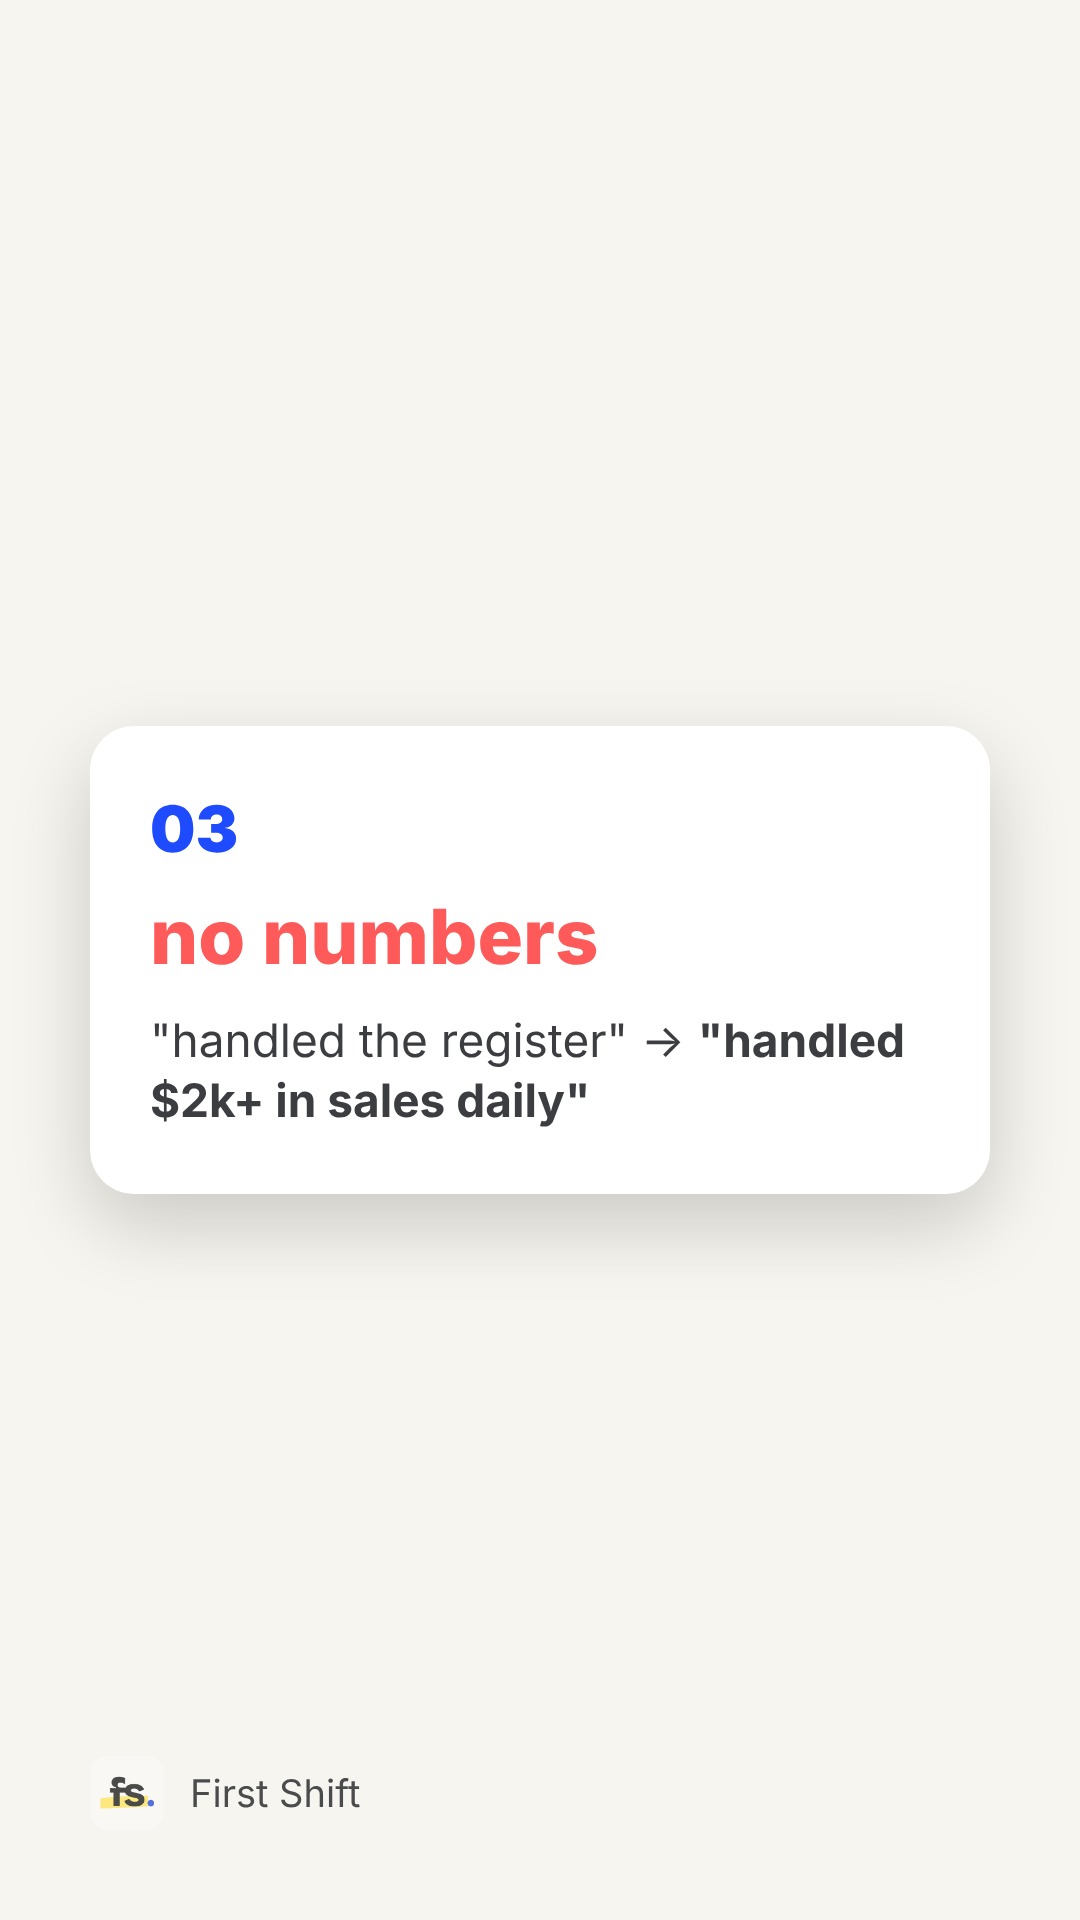 03
no numbers
"handled the register" → "handled
$2k+ in sales daily"
fs.
First Shift